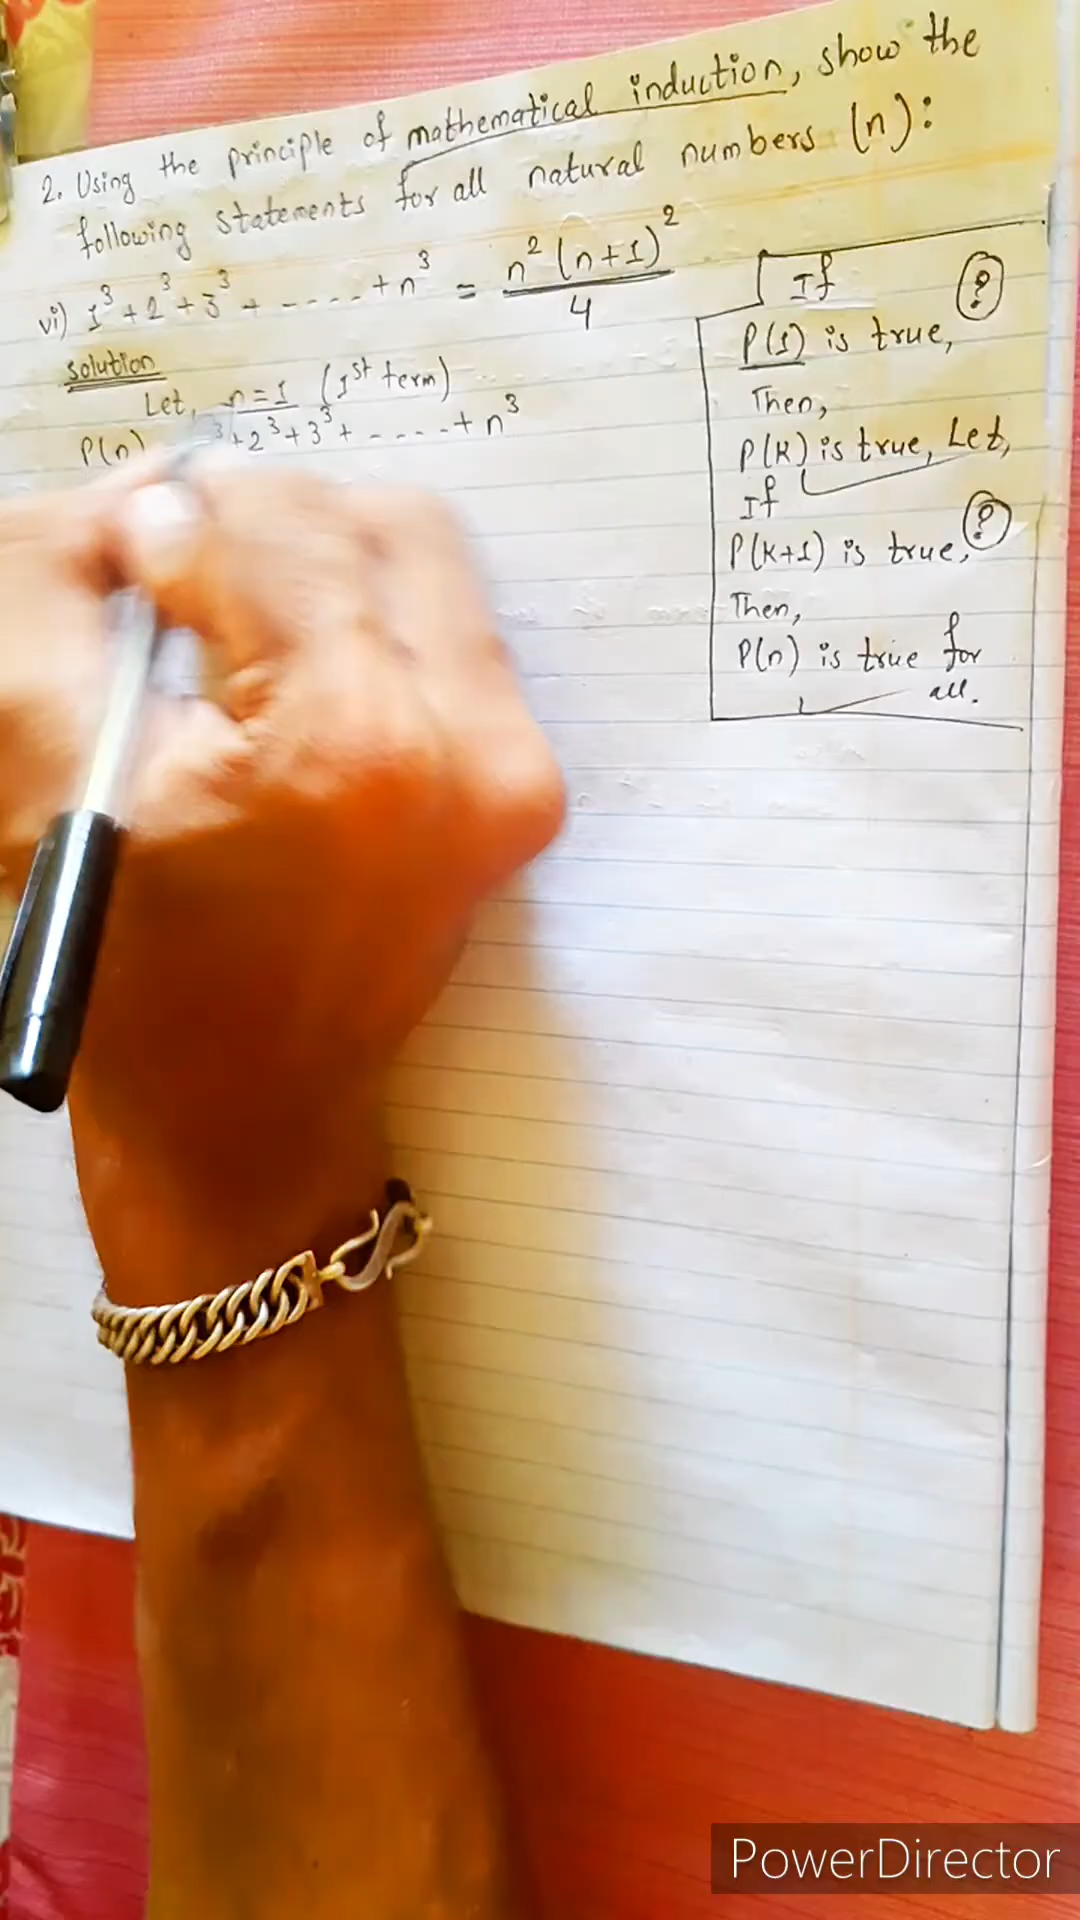 2. Using the principle of mathematical induction, show the
following statements for all natural numbers (n):
vi) 1³ + 2³ + 3³ + ----- + n³ = n² (n+1)² / 4
Solution
Let, n = 1 (1st term)
P(n) ³ + 2³ + 3³ + ----- + n³
If ?
P(1) is true,
Then,
P(k) is true, Let,
If
P(k+1) is true, ?
Then,
P(n) is true for
all.
PowerDirector